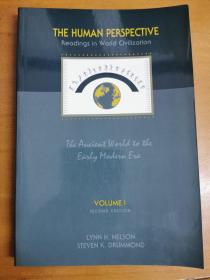 THE HUMAN PERSPECTIVE
Readings in World Civilization
The Ancient World to the
Early Modern Era
VOLUME I
SECOND EDITION
LYNN H. NELSON
STEVEN K. DRUMMOND